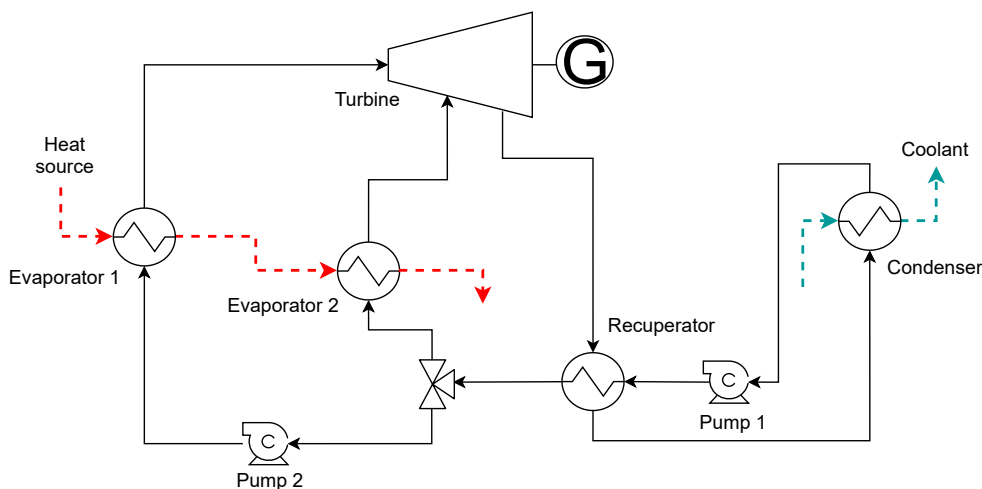 G
Turbine
Heat
source
Coolant
Evaporator 1
Condenser
Evaporator 2
Recuperator
C
Pump 1
C
Pump 2